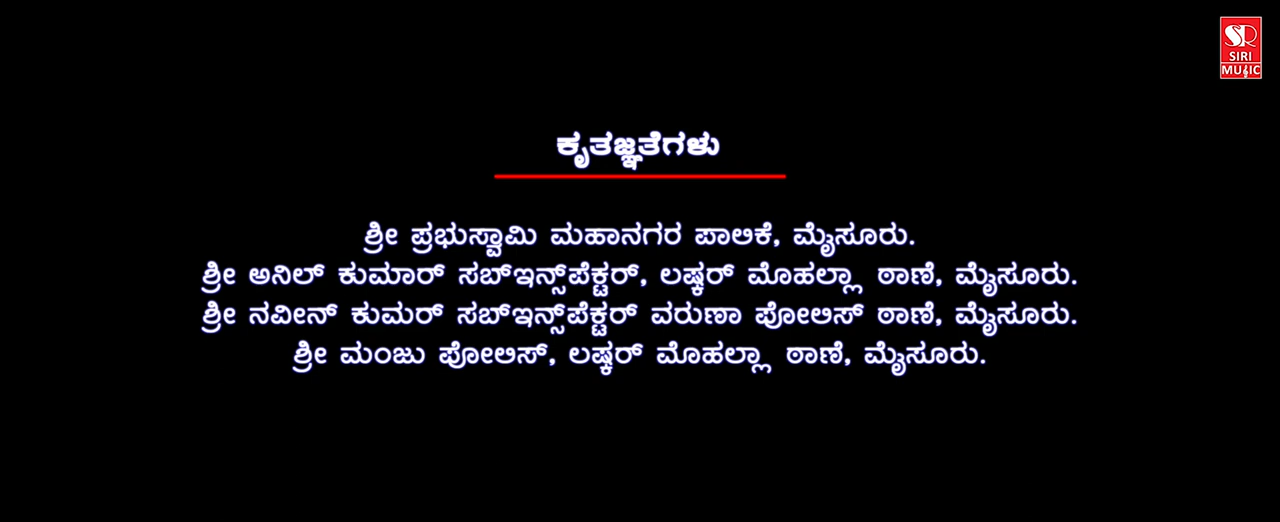 SR
SIRI
MUSIC
ಕೃತಜ್ಞತೆಗಳು
ಶ್ರೀ ಪ್ರಭುಸ್ವಾಮಿ ಮಹಾನಗರ ಪಾಲಿಕೆ, ಮೈಸೂರು.
ಶ್ರೀ ಅನಿಲ್ ಕುಮಾರ್ ಸಬ್‌ಇನ್ಸ್‌ಪೆಕ್ಟರ್, ಲಷ್ಕರ್ ಮೊಹಲ್ಲಾ ಠಾಣೆ, ಮೈಸೂರು.
ಶ್ರೀ ನವೀನ್ ಕುಮರ್ ಸಬ್‌ಇನ್ಸ್‌ಪೆಕ್ಟರ್ ವರುಣಾ ಪೋಲಿಸ್ ಠಾಣೆ, ಮೈಸೂರು.
ಶ್ರೀ ಮಂಜು ಪೋಲಿಸ್, ಲಷ್ಕರ್ ಮೊಹಲ್ಲಾ ಠಾಣೆ, ಮೈಸೂರು.